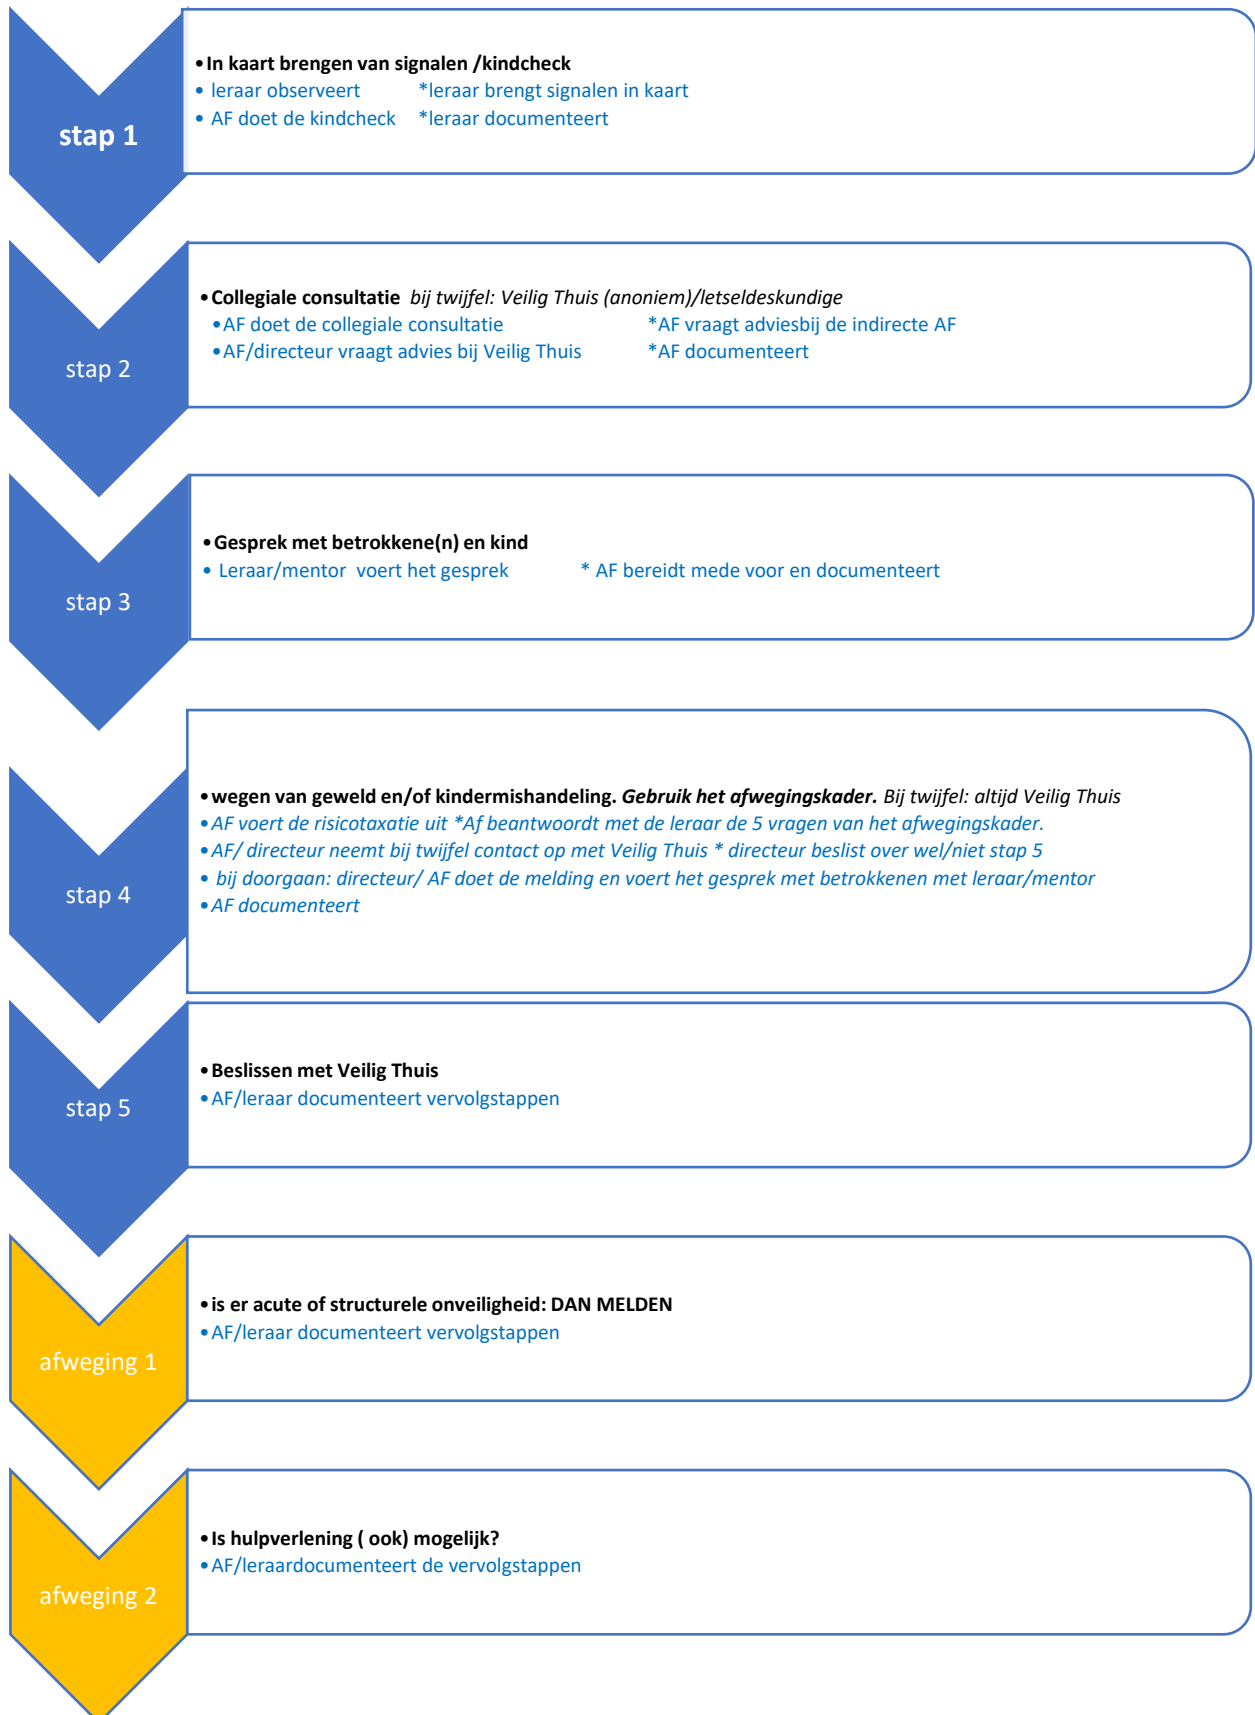 stap 1
•In kaart brengen van signalen /kindcheck
• leraar observeert *leraar brengt signalen in kaart
• AF doet de kindcheck *leraar documenteert
stap 2
•Collegiale consultatie bij twijfel: Veilig Thuis (anoniem)/letseldeskundige
•AF doet de collegiale consultatie *AF vraagt adviesbij de indirecte AF
•AF/directeur vraagt advies bij Veilig Thuis *AF documenteert
stap 3
•Gesprek met betrokkene(n) en kind
• Leraar/mentor voert het gesprek * AF bereidt mede voor en documenteert
stap 4
•wegen van geweld en/of kindermishandeling. Gebruik het afwegingskader. Bij twijfel: altijd Veilig Thuis
•AF voert de risicotaxatie uit *Af beantwoordt met de leraar de 5 vragen van het afwegingskader.
•AF/ directeur neemt bij twijfel contact op met Veilig Thuis * directeur beslist over wel/niet stap 5
• bij doorgaan: directeur/ AF doet de melding en voert het gesprek met betrokkenen met leraar/mentor
•AF documenteert
stap 5
•Beslissen met Veilig Thuis
•AF/leraar documenteert vervolgstappen
afweging 1
•is er acute of structurele onveiligheid: DAN MELDEN
•AF/leraar documenteert vervolgstappen
afweging 2
•Is hulpverlening ( ook) mogelijk?
•AF/leraardocumenteert de vervolgstappen